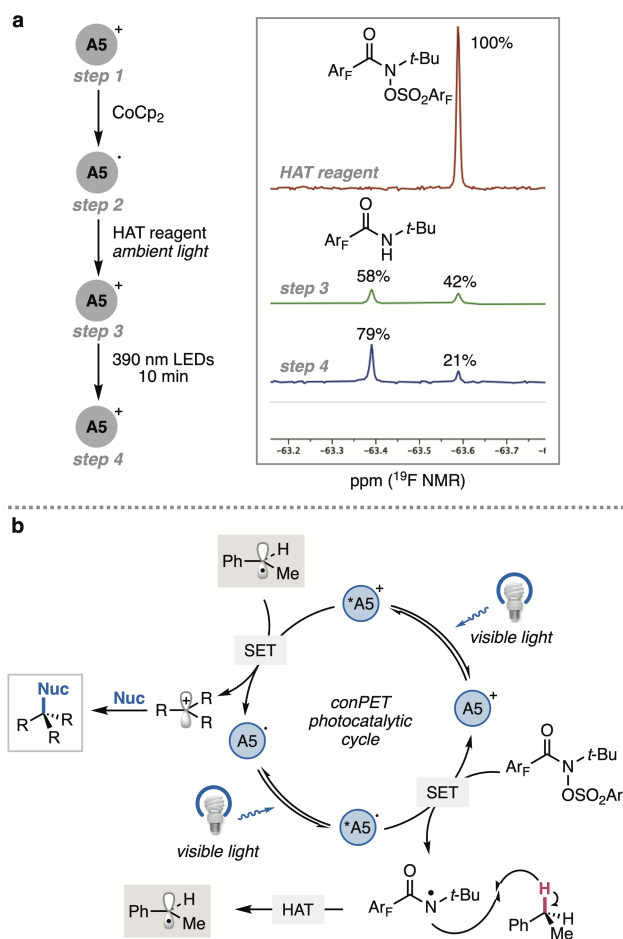 a
A5
+
step 1
CoCp2
A5
·
step 2
HAT reagent
ambient light
A5
+
step 3
390 nm LEDs
10 min
A5
+
step 4
O
ArF
N
t-Bu
OSO2ArF
100%
HAT reagent
O
ArF
N
H
t-Bu
58%
42%
step 3
79%
21%
step 4
-63.2
-63.3
-63.4
-63.5
-63.6
-63.7
ppm (19F NMR)
b
Ph
H
Me
*A5
+
visible light
SET
Nuc
R
R
R
Nuc
R
+
R
R
conPET
photocatalytic
cycle
A5
+
A5
·
O
ArF
N
t-Bu
OSO2Ar
SET
visible light
*A5
·
O
ArF
N
t-Bu
H
Ph
H
Me
HAT
Ph
H
Me